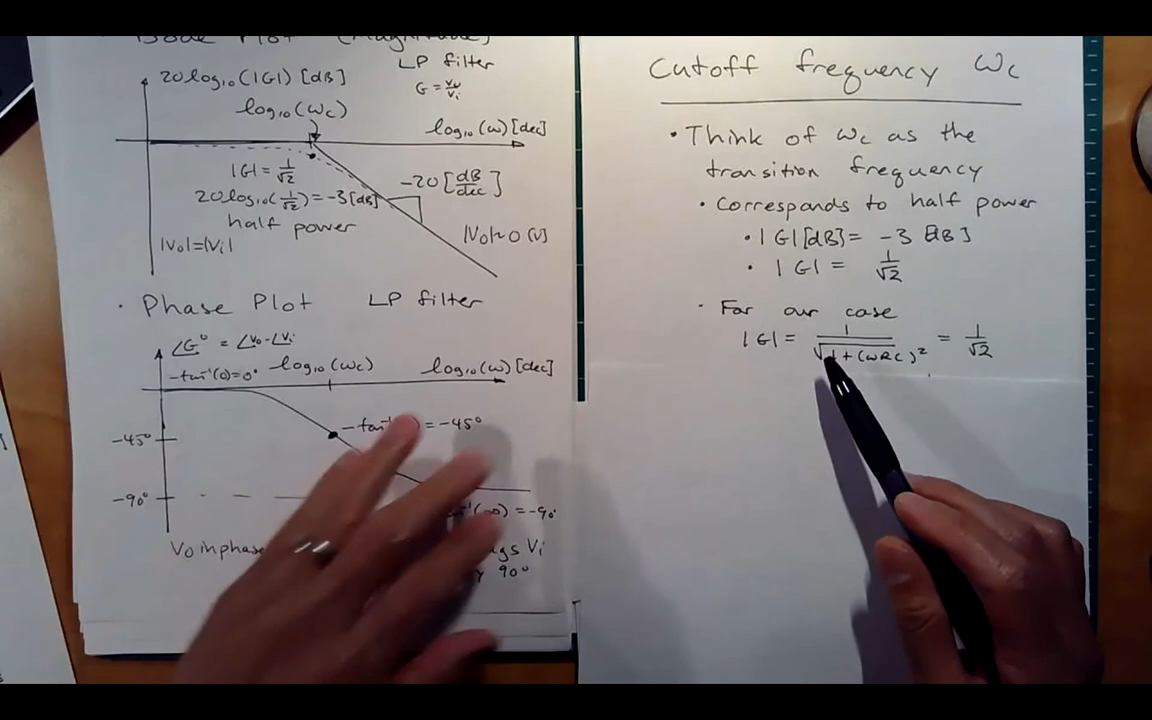 Bode Plot (Magnitude)
20log₁₀(|G|) [dB]
LP filter
G = Vo/Vi
log₁₀(ωc)
log₁₀(ω)[dec]
|G| = 1/√2
-20 [dB/dec]
20log₁₀(1/√2) = -3[dB]
half power
|Vo|=|Vi|
|Vo|~0 (V)
· Phase Plot LP filter
∠G° = ∠Vo-∠Vi
-tan⁻¹(0)=0°
log₁₀(ωc)
log₁₀(ω)[dec]
-45°
-tan⁻¹ = -45°
-90°
(∞) = -90°
Vo in phase
Vi
90°
Cutoff frequency ωc
· Think of ωc as the
transition frequency
· Corresponds to half power
· |G|[dB] = -3 [dB]
· |G| = 1/√2
· For our case
|G| = 1/√(1+(ωRC)²) = 1/√2